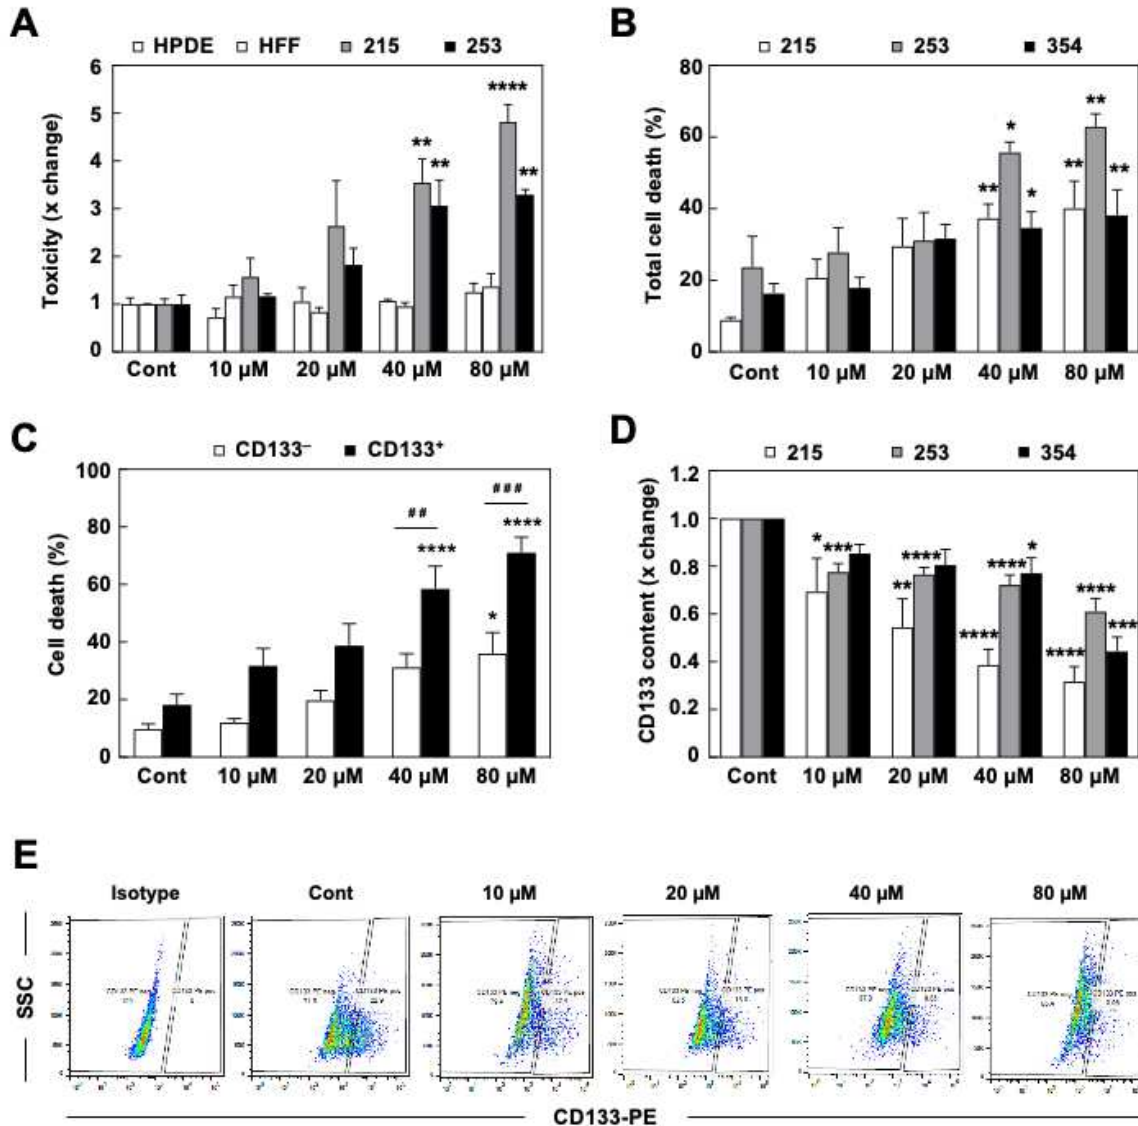 A
HPDE HFF 215 253
Toxicity (x change)
6
5
4
3
2
1
0
**** ** ** **
Cont 10 µM 20 µM 40 µM 80 µM
B
215 253 354
Total cell death (%)
80
60
40
20
0
** * * ** ** **
Cont 10 µM 20 µM 40 µM 80 µM
C
CD133– CD133+
Cell death (%)
100
80
60
40
20
0
## ###
**** * ****
Cont 10 µM 20 µM 40 µM 80 µM
D
215 253 354
CD133 content (x change)
1.2
1.0
0.8
0.6
0.4
0.2
0
* *** ** **** **** **** * **** **** ***
Cont 10 µM 20 µM 40 µM 80 µM
E
Isotype Cont 10 µM 20 µM 40 µM 80 µM
SSC
CD133-PE